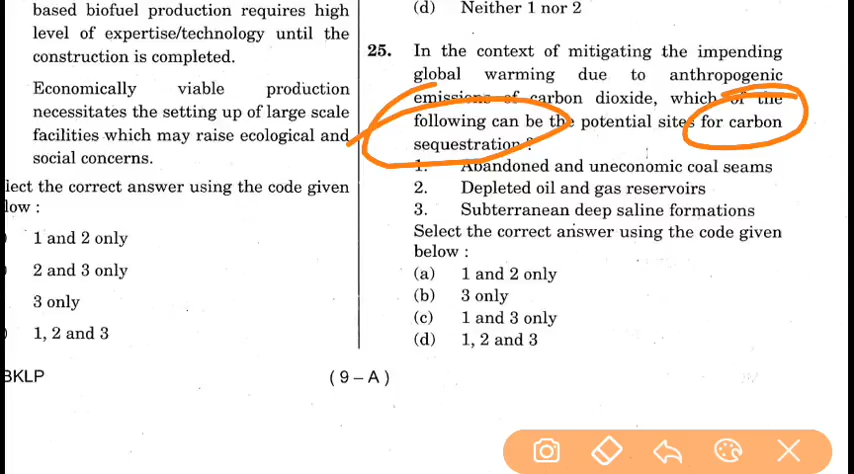 based biofuel production requires high
level of expertise/technology until the
construction is completed.
Economically viable production
necessitates the setting up of large scale
facilities which may raise ecological and
social concerns.
lect the correct answer using the code given
low :
1 and 2 only
2 and 3 only
3 only
1, 2 and 3
BKLP
( 9 – A )
(d) Neither 1 nor 2
25. In the context of mitigating the impending
global warming due to anthropogenic
emissions of carbon dioxide, which of the
following can be the potential sites for carbon
sequestration ?
1. Abandoned and uneconomic coal seams
2. Depleted oil and gas reservoirs
3. Subterranean deep saline formations
Select the correct answer using the code given
below :
(a) 1 and 2 only
(b) 3 only
(c) 1 and 3 only
(d) 1, 2 and 3